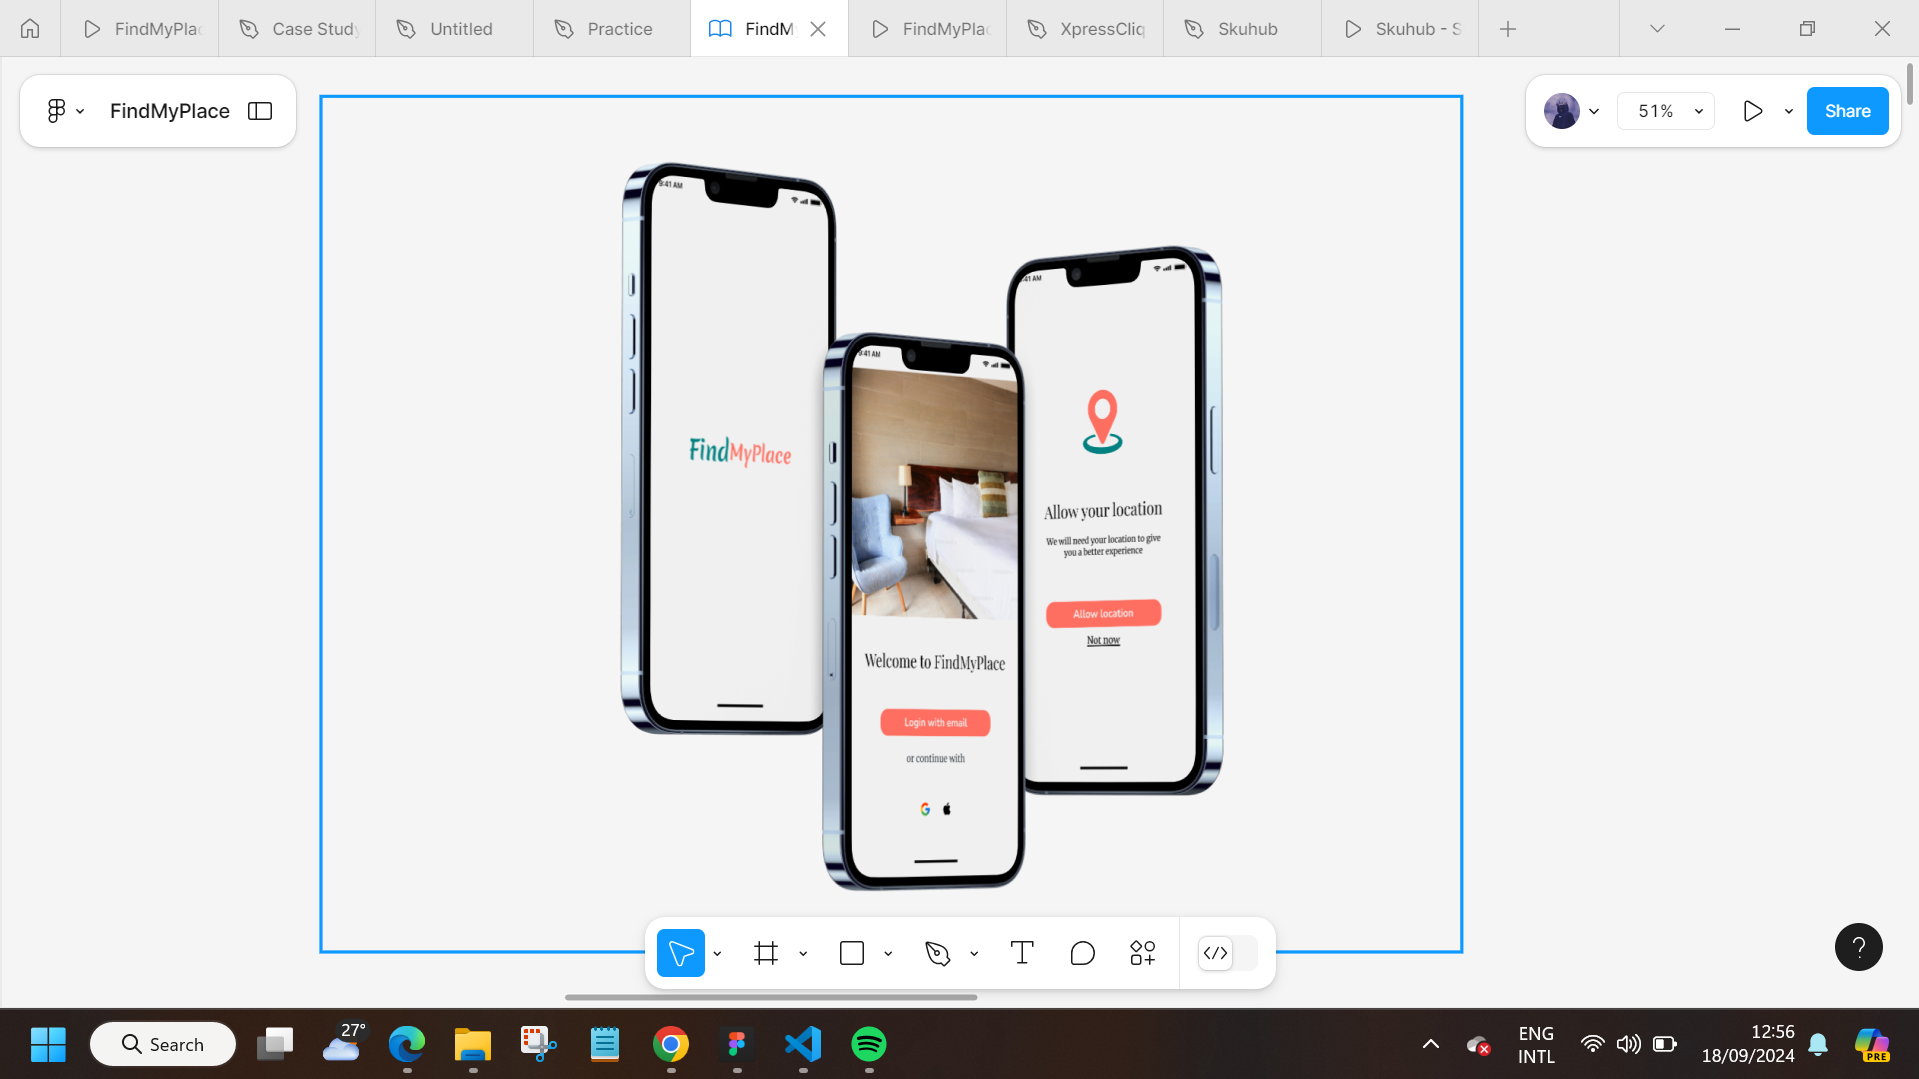 FindMyPlac
Case Study
Untitled
Practice
FindM
FindMyPlac
XpressCliq
Skuhub
Skuhub - S
FindMyPlace
51%
Share
9:41 AM
9:41 AM
9:41 AM
FindMyPlace
Allow your location
We will need your location to give
you a better experience
Allow location
Not now
Welcome to FindMyPlace
Login with email
or continue with
?
27°
Search
ENG
INTL
12:56
18/09/2024
PRE